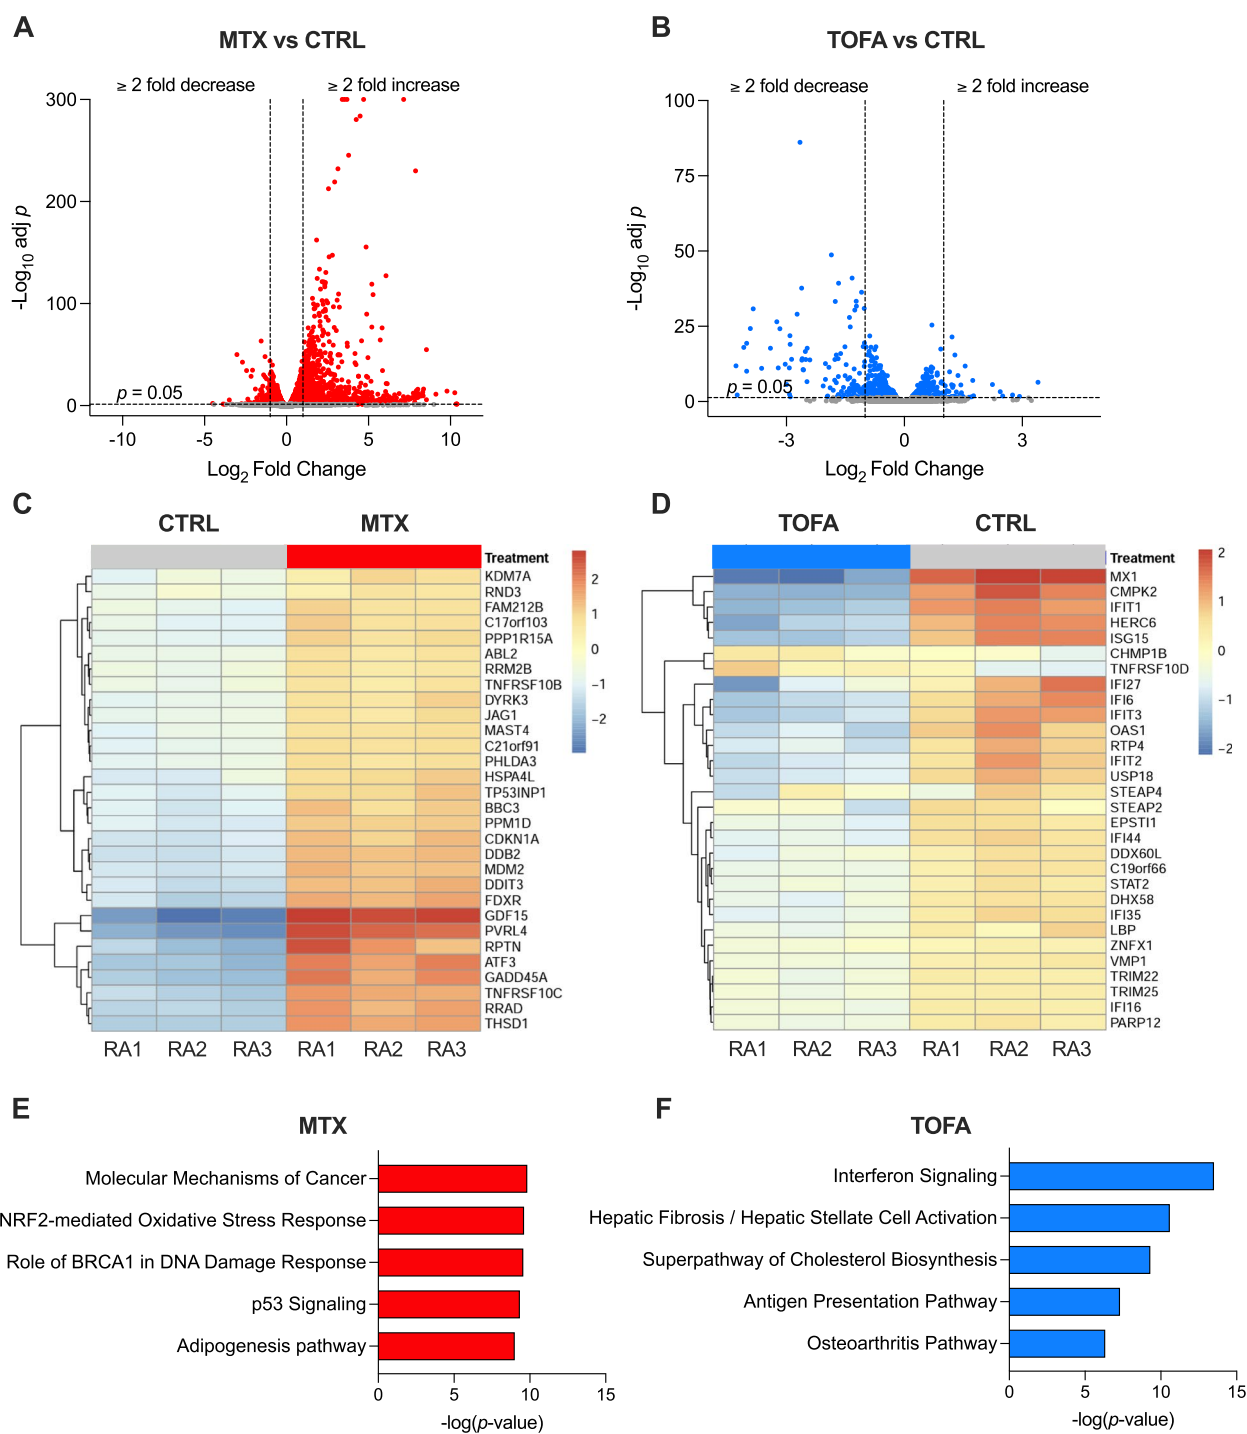 A
MTX vs CTRL
≥ 2 fold decrease
≥ 2 fold increase
300
200
100
0
-Log10 adj p
p = 0.05
-10
-5
0
5
10
Log2 Fold Change
B
TOFA vs CTRL
≥ 2 fold decrease
≥ 2 fold increase
100
75
50
25
0
-Log10 adj p
p = 0.05
-3
0
3
Log2 Fold Change
C
CTRL
MTX
Treatment
KDM7A
RND3
FAM212B
C17orf103
PPP1R15A
ABL2
RRM2B
TNFRSF10B
DYRK3
JAG1
MAST4
C21orf91
PHLDA3
HSPA4L
TP53INP1
BBC3
PPM1D
CDKN1A
DDB2
MDM2
DDIT3
FDXR
GDF15
PVRL4
RPTN
ATF3
GADD45A
TNFRSF10C
RRAD
THSD1
2
1
0
−1
−2
RA1
RA2
RA3
RA1
RA2
RA3
D
TOFA
CTRL
Treatment
MX1
CMPK2
IFIT1
HERC6
ISG15
CHMP1B
TNFRSF10D
IFI27
IFI6
IFIT3
OAS1
RTP4
IFIT2
USP18
STEAP4
STEAP2
EPSTI1
IFI44
DDX60L
C19orf66
STAT2
DHX58
IFI35
LBP
ZNFX1
VMP1
TRIM22
TRIM25
IFI16
PARP12
2
1
0
−1
−2
RA1
RA2
RA3
RA1
RA2
RA3
E
MTX
Molecular Mechanisms of Cancer
NRF2-mediated Oxidative Stress Response
Role of BRCA1 in DNA Damage Response
p53 Signaling
Adipogenesis pathway
0
5
10
15
-log(p-value)
F
TOFA
Interferon Signaling
Hepatic Fibrosis / Hepatic Stellate Cell Activation
Superpathway of Cholesterol Biosynthesis
Antigen Presentation Pathway
Osteoarthritis Pathway
0
5
10
15
-log(p-value)